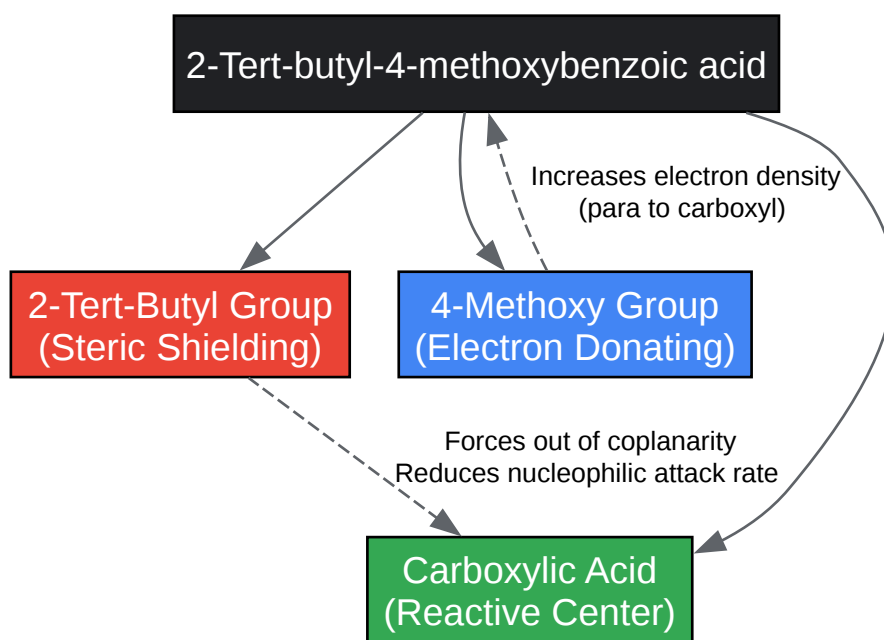 2-Tert-butyl-4-methoxybenzoic acid
Increases electron density
(para to carboxyl)
2-Tert-Butyl Group
(Steric Shielding)
4-Methoxy Group
(Electron Donating)
Forces out of coplanarity
Reduces nucleophilic attack rate
Carboxylic Acid
(Reactive Center)